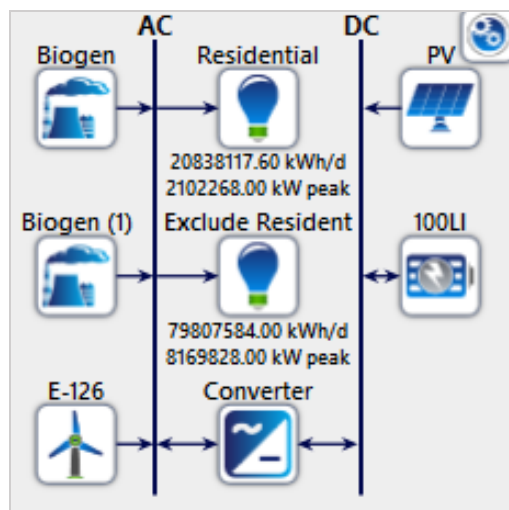 AC DC
Biogen Residential PV
20838117.60 kWh/d
2102268.00 kW peak
Biogen (1) Exclude Resident 100LI
79807584.00 kWh/d
8169828.00 kW peak
E-126 Converter